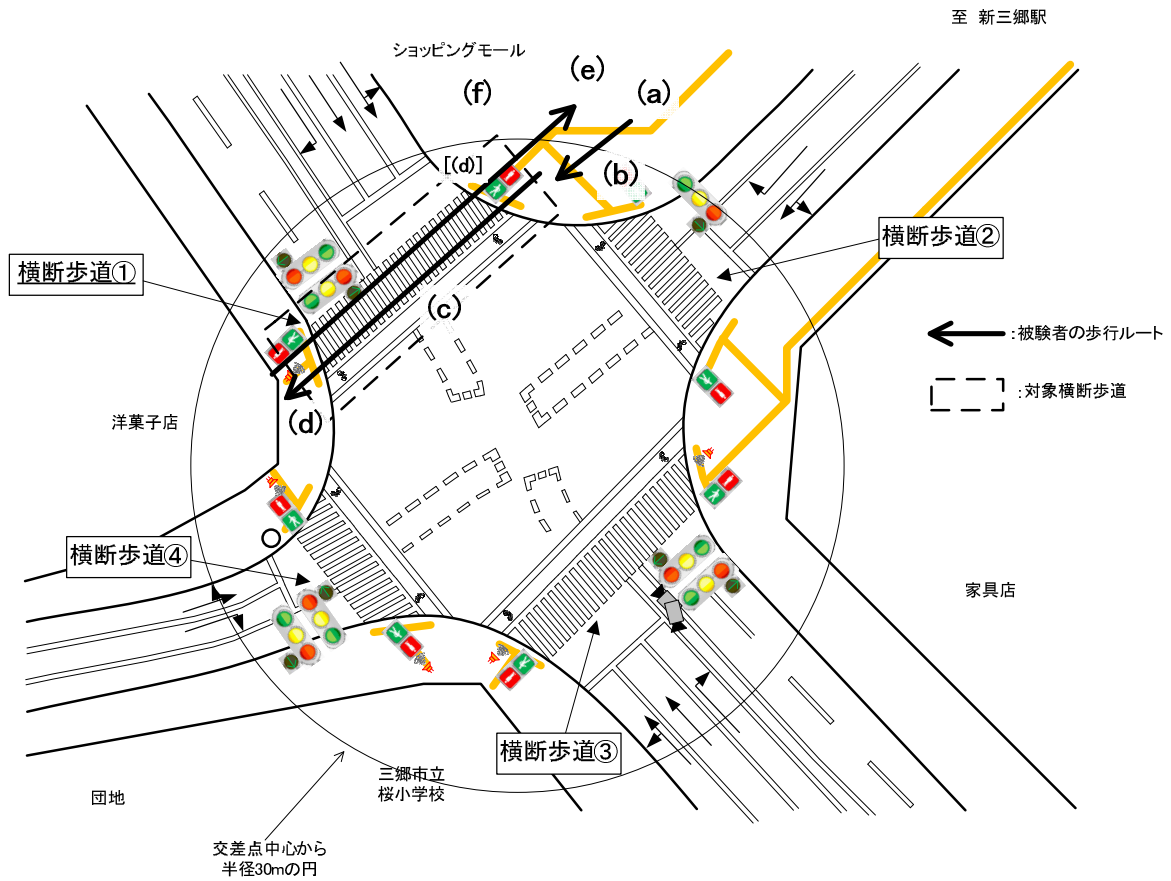 至 新三郷駅
ショッピングモール
(e)
(f)
(a)
[(d)]
(b)
横断歩道②
横断歩道①
(c)
:被験者の歩行ルート
:対象横断歩道
洋菓子店
(d)
横断歩道④
家具店
横断歩道③
三郷市立
桜小学校
団地
交差点中心から
半径30mの円